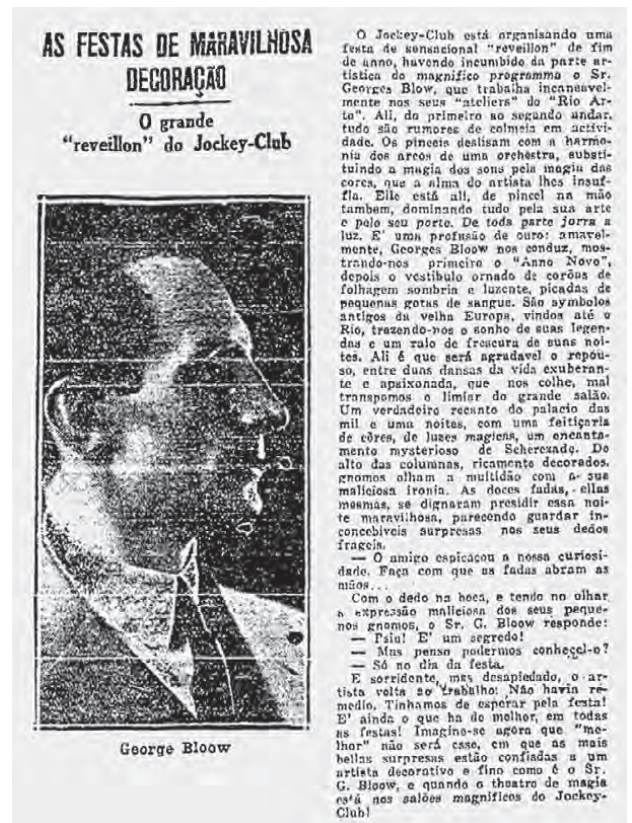 AS FESTAS DE MARAVILHOSA
DECORAÇÃO
O grande
"reveillon" do Jockey-Club
George Bloow
O Jockey-Club está organisando uma
festa de sensacional "reveillon" de fim
de anno, havendo incumbido da parte ar-
tistica do magnifico programma o Sr.
Georges Blow, que trabalha incansavel-
mente nos seus "ateliers" do "Rio Ar-
to". Ali, do primeiro ao segundo andar,
tudo são rumores de colmeia em activi-
dade. Os pinceis deslisam com a harmo-
nia dos arcos de uma orchestra, substi-
tuindo a magia dos sons pela magia das
cores, que a alma do artista lhes insuf-
fla. Elle está ali, de pincel na mão
tambem, dominando tudo pela sua arte
e pelo seu porte. De toda parte jorra a
luz. E' uma profusão de ouro: amavel-
mente, Georges Bloow nos conduz, mos-
trando-nos primeiro o "Anno Novo",
depois o vestibulo ornado de corôas de
folhagem sombria e luzente, picadas de
pequenas gotas de sangue. São symbolos
antigos da velha Europa, vindos até o
Rio, trazendo-nos o sonho de suas legen-
das e um ralo de frescura de suas noi-
tes. Ali é que será agradavel o repou-
so, entre duas dansas da vida exuberan-
te e apaixonada, que nos colhe, mal
transpomos o limiar do grande salão.
Um verdadeiro recanto do palacio das
mil e uma noites, com uma feitiçaria
de côres, de luzes magicas, um encanta-
mento mysterioso de Scherezade. Do
alto das columnas, ricamente decorados,
gnomos olham a multidão com a sua
maliciosa ironia. As doces fadas, ellas
mesmas, se dignaram presidir essa noi-
te maravilhosa, parecendo guardar in-
concebiveis surpresas nos seus dedos
frageis.
— O amigo espicaçou a nossa curiosi-
dade. Faça com que as fadas abram as
mãos...
Com o dedo na boca, e tendo no olhar
a expressão maliciosa dos seus peque-
nos gnomos, o Sr. G. Bloow responde:
— Psiu! E' um segredo!
— Mas penso podermos conhecel-o?
— Só no dia da festa.
E sorridente, mas desapiedado, o ar-
tista volta ao trabalho! Não havia re-
medio. Tinhamos de esperar pela festa!
E' ainda o que ha de melhor, em todas
as festas! Imagine-se agora que "me-
lhor" não será esse, em que as mais
bellas surpresas estão confiadas a um
artista decorativo e fino como é o Sr.
G. Bloow, e quando o theatro de magia
está nos salões magnificos do Jockey-
Club!